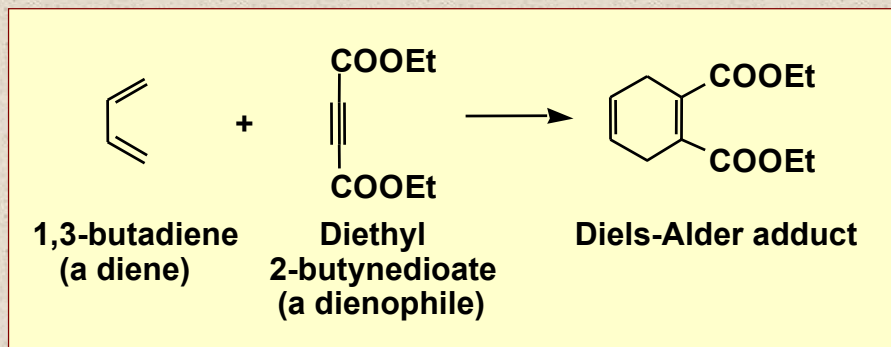 COOEt
+
COOEt
COOEt
COOEt
1,3-butadiene
(a diene)
Diethyl
2-butynedioate
(a dienophile)
Diels-Alder adduct